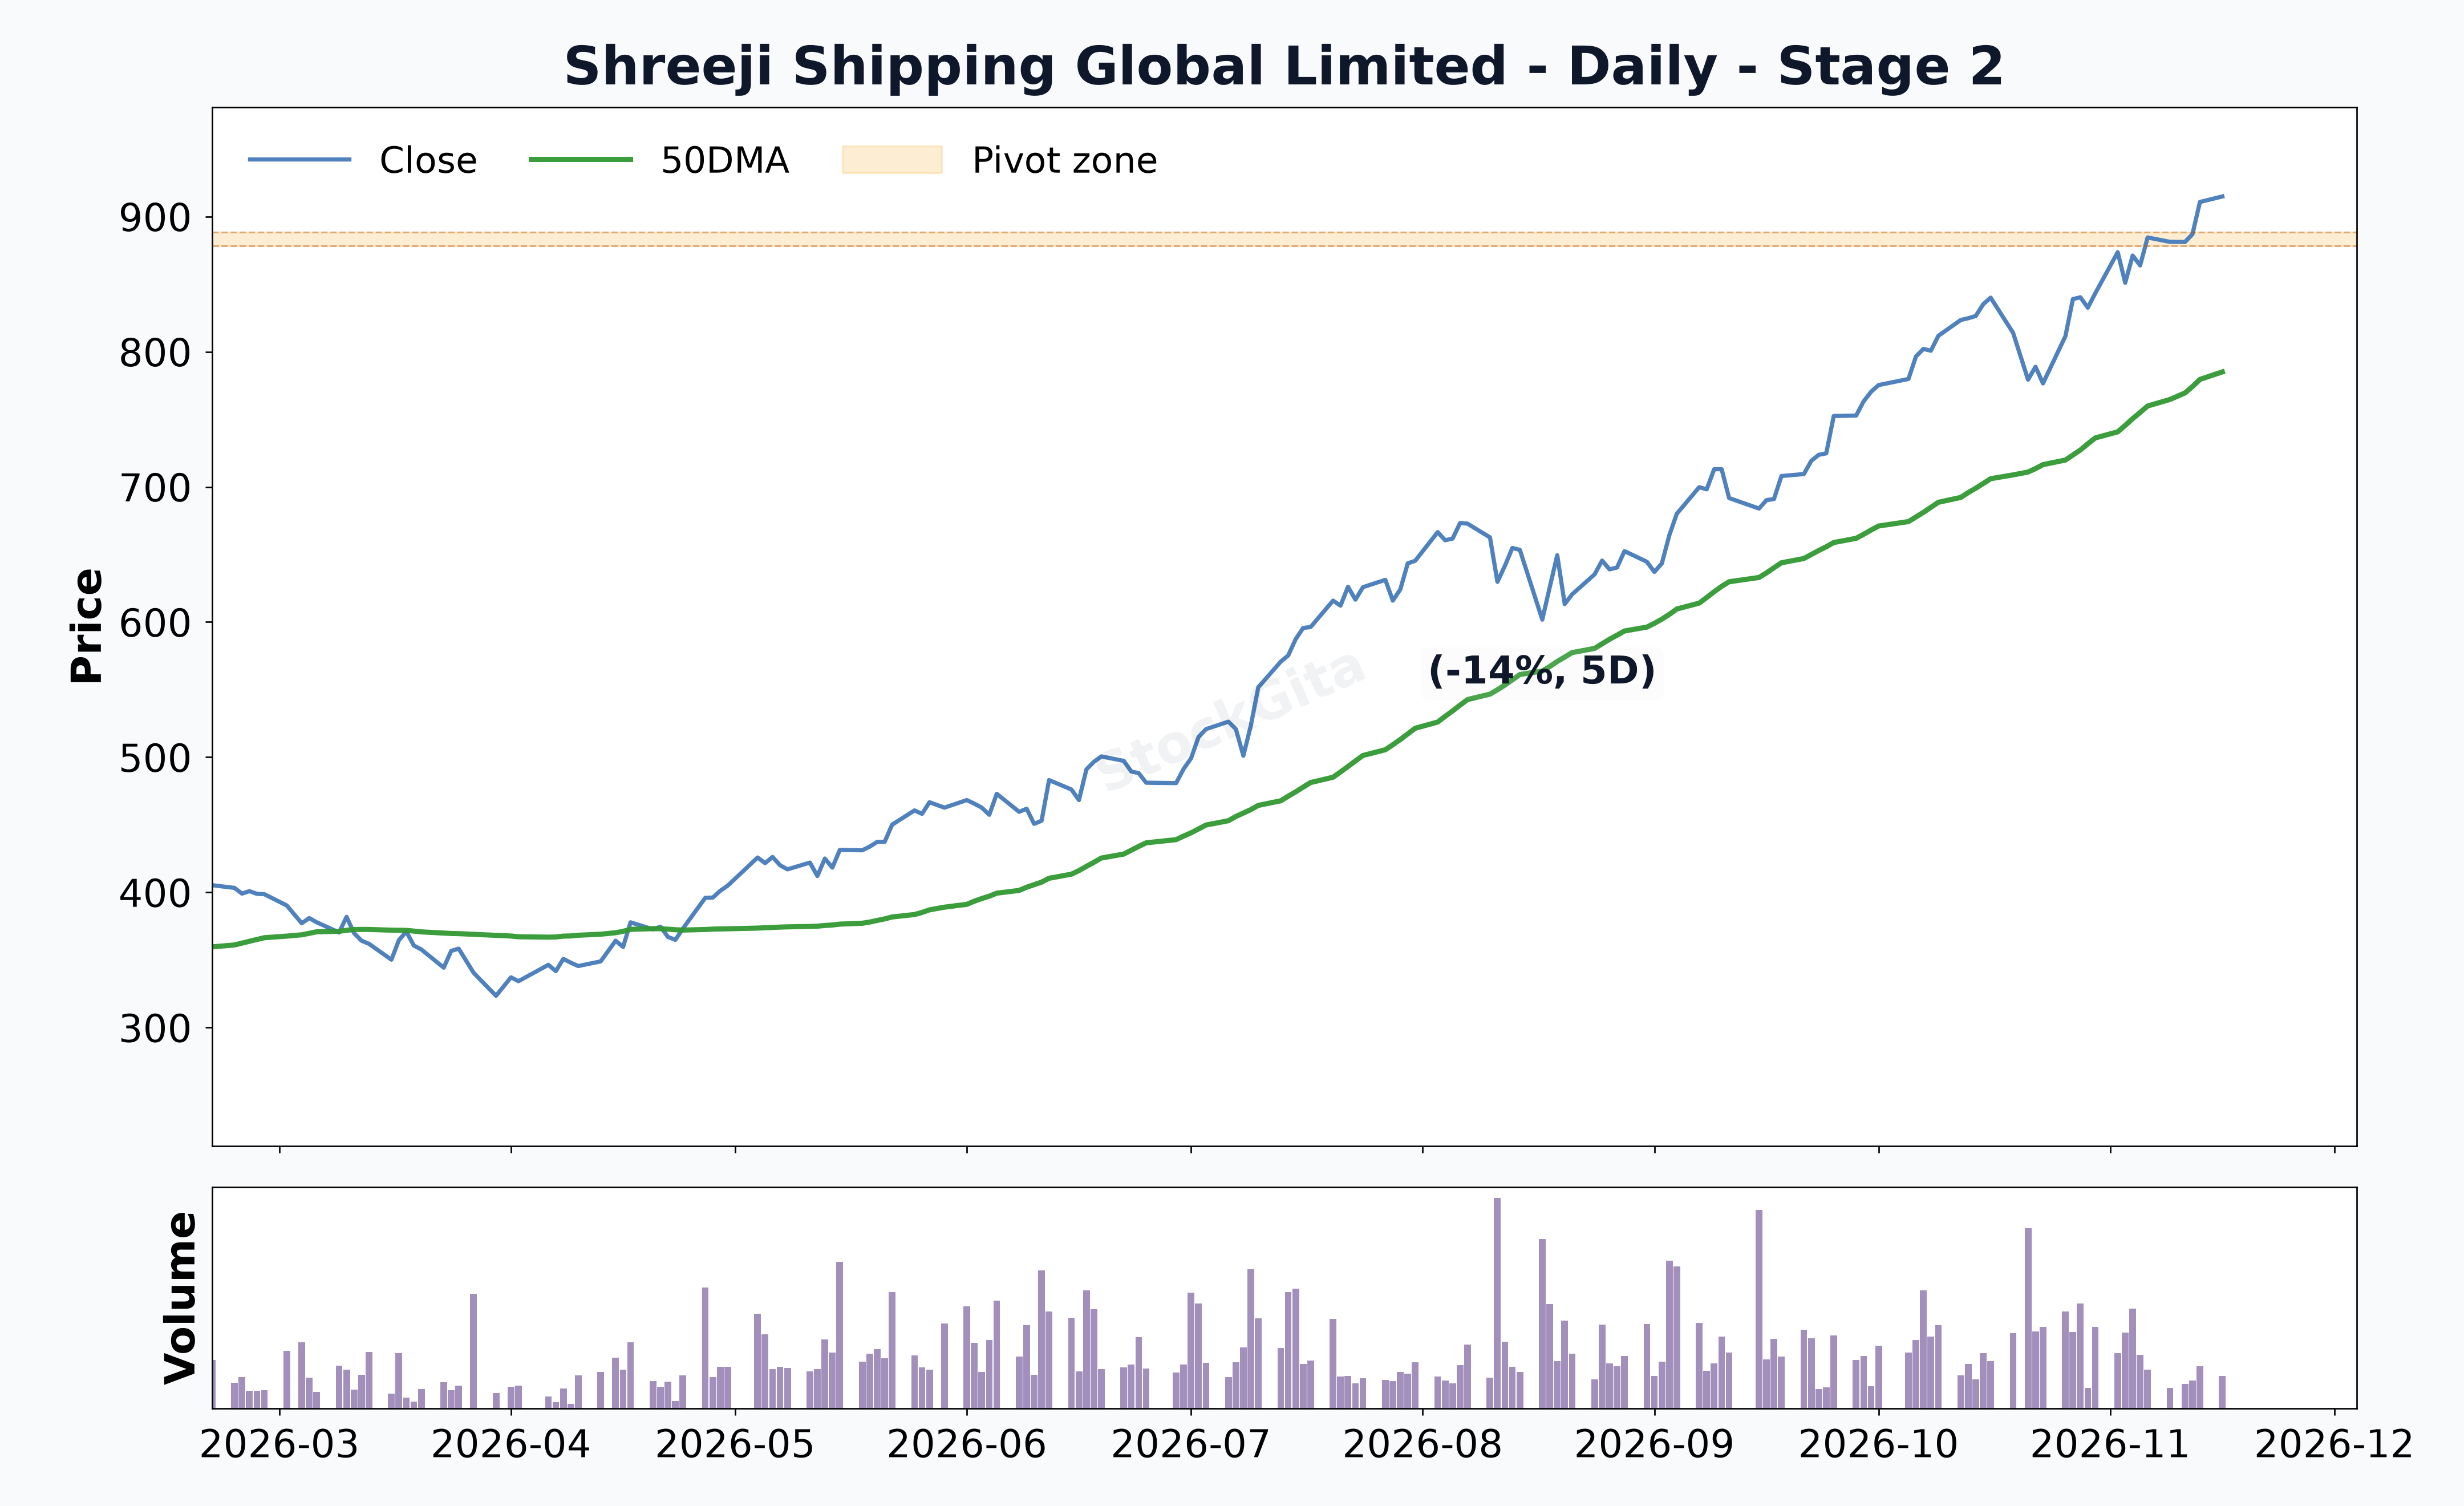 Shreeji Shipping Global Limited - Daily - Stage 2
Close 50DMA Pivot zone
900
800
700
600
500
400
300
Price
(-14%, 5D)
StockGita
Volume
2026-03 2026-04 2026-05 2026-06 2026-07 2026-08 2026-09 2026-10 2026-11 2026-12